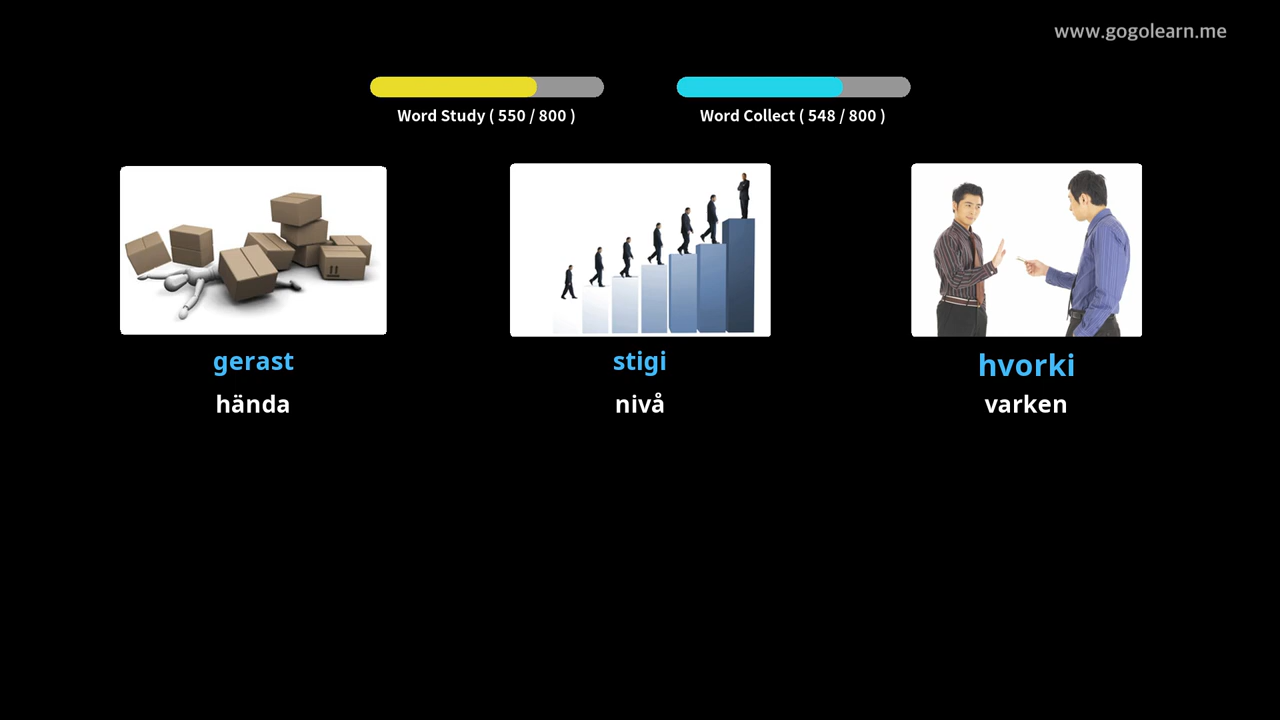 www.gogolearn.me
Word Study ( 550 / 800 )
Word Collect ( 548 / 800 )
gerast
stigi
hvorki
hända
nivå
varken